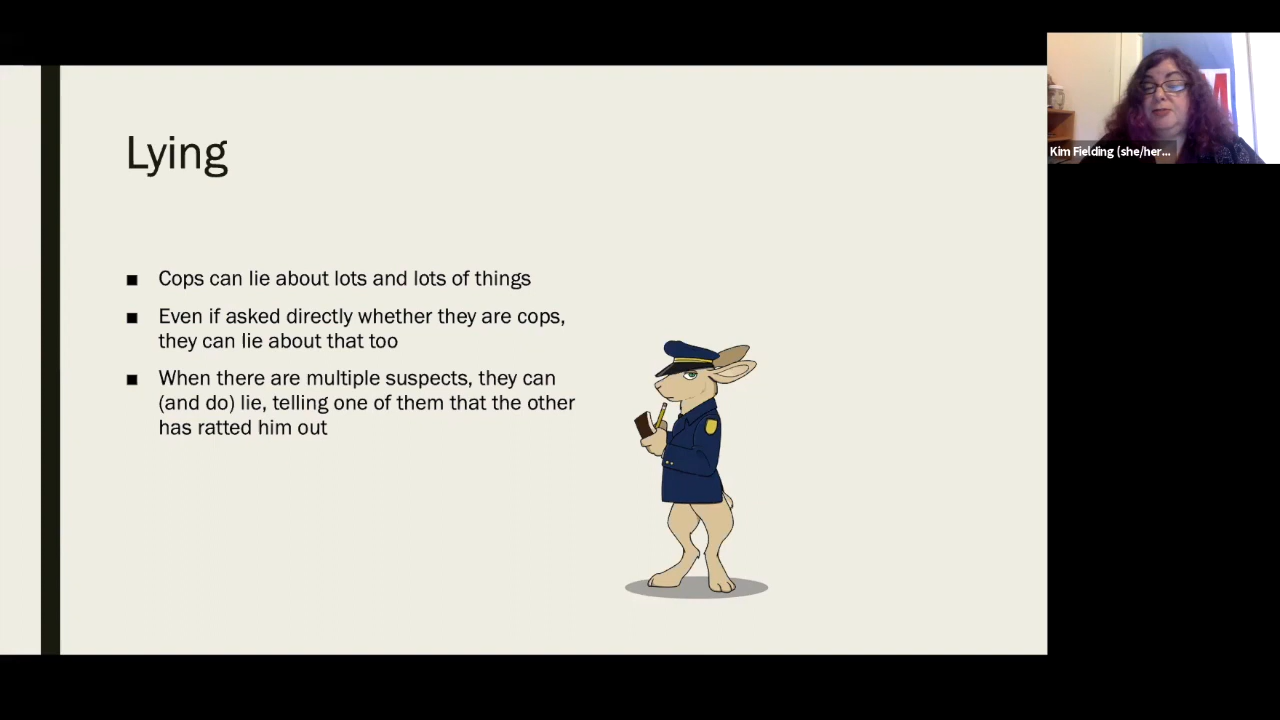 Lying
Cops can lie about lots and lots of things
Even if asked directly whether they are cops,
they can lie about that too
When there are multiple suspects, they can
(and do) lie, telling one of them that the other
has ratted him out
Kim Fielding (she/her...